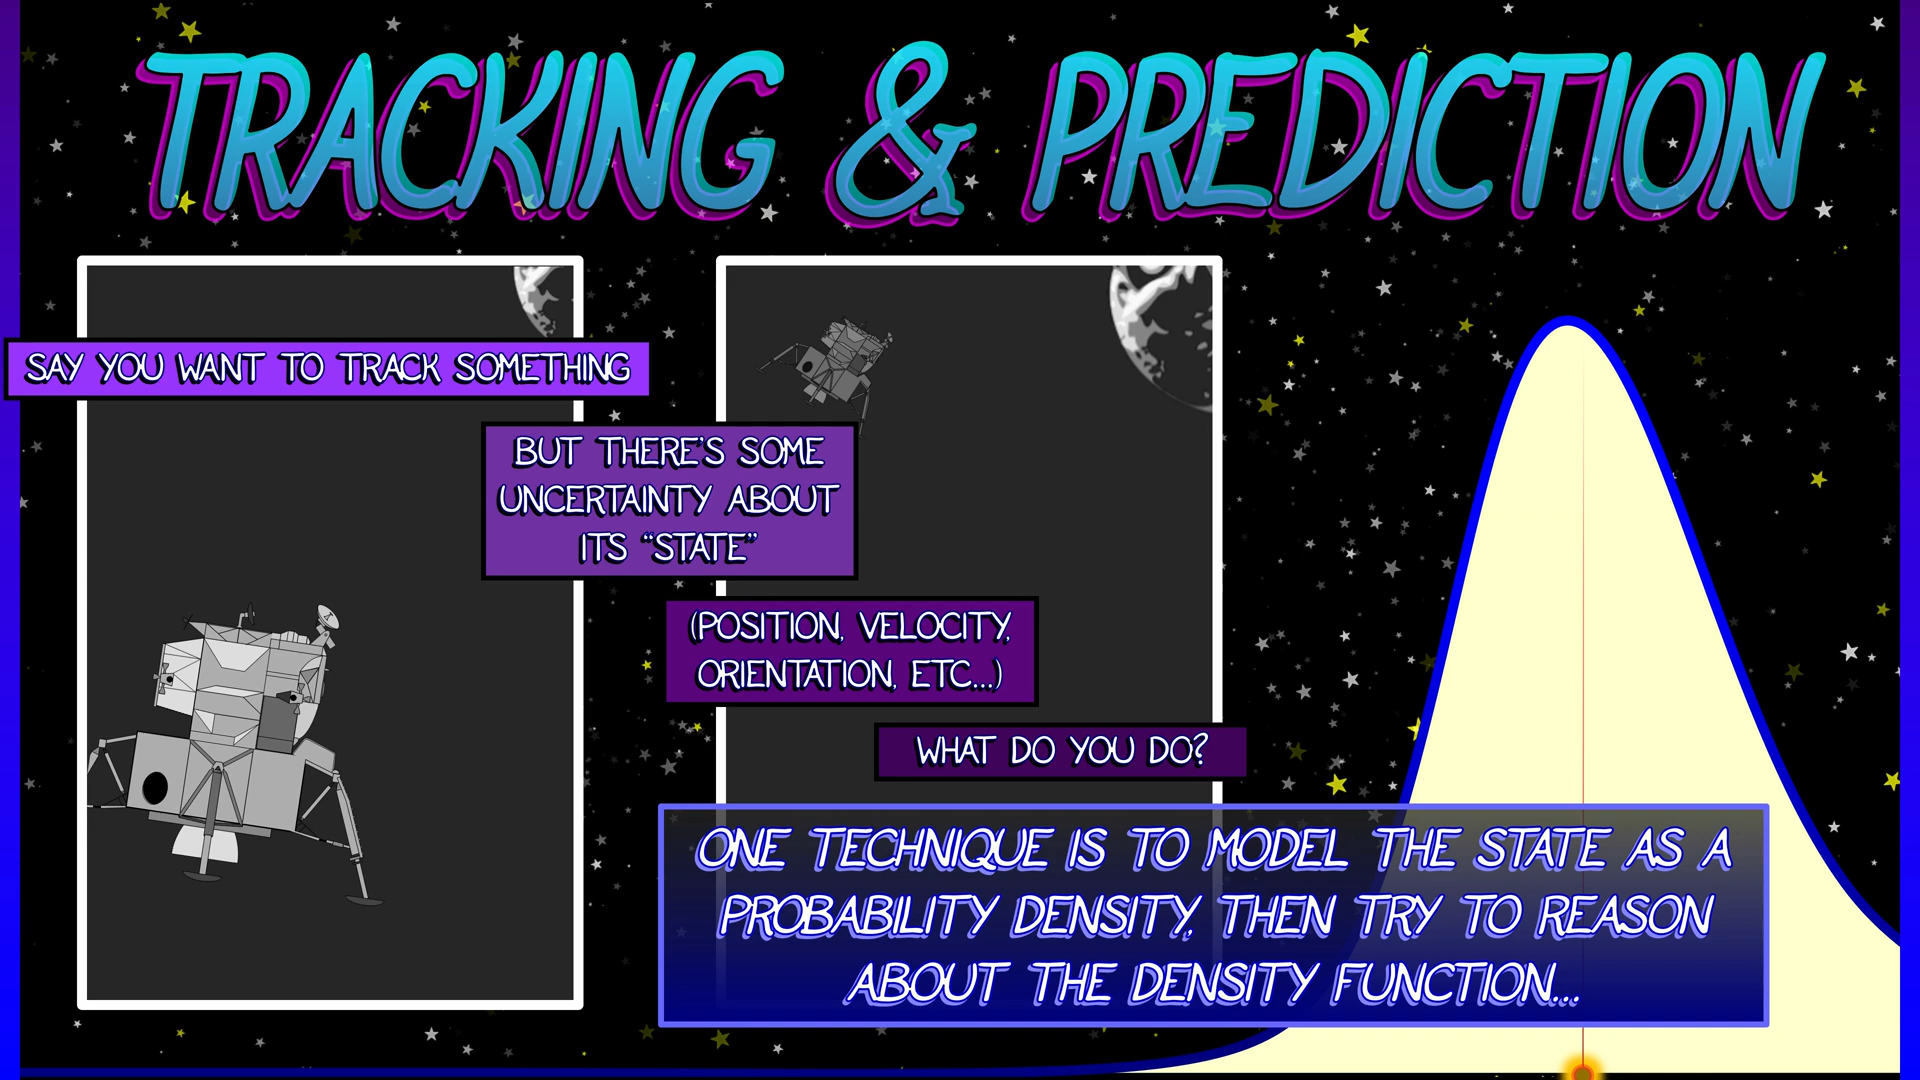 TRACKING & PREDICTION
SAY YOU WANT TO TRACK SOMETHING
BUT THERE'S SOME
UNCERTAINTY ABOUT
ITS “STATE”
(POSITION, VELOCITY,
ORIENTATION, ETC...)
WHAT DO YOU DO?
ONE TECHNIQUE IS TO MODEL THE STATE AS A
PROBABILITY DENSITY, THEN TRY TO REASON
ABOUT THE DENSITY FUNCTION...